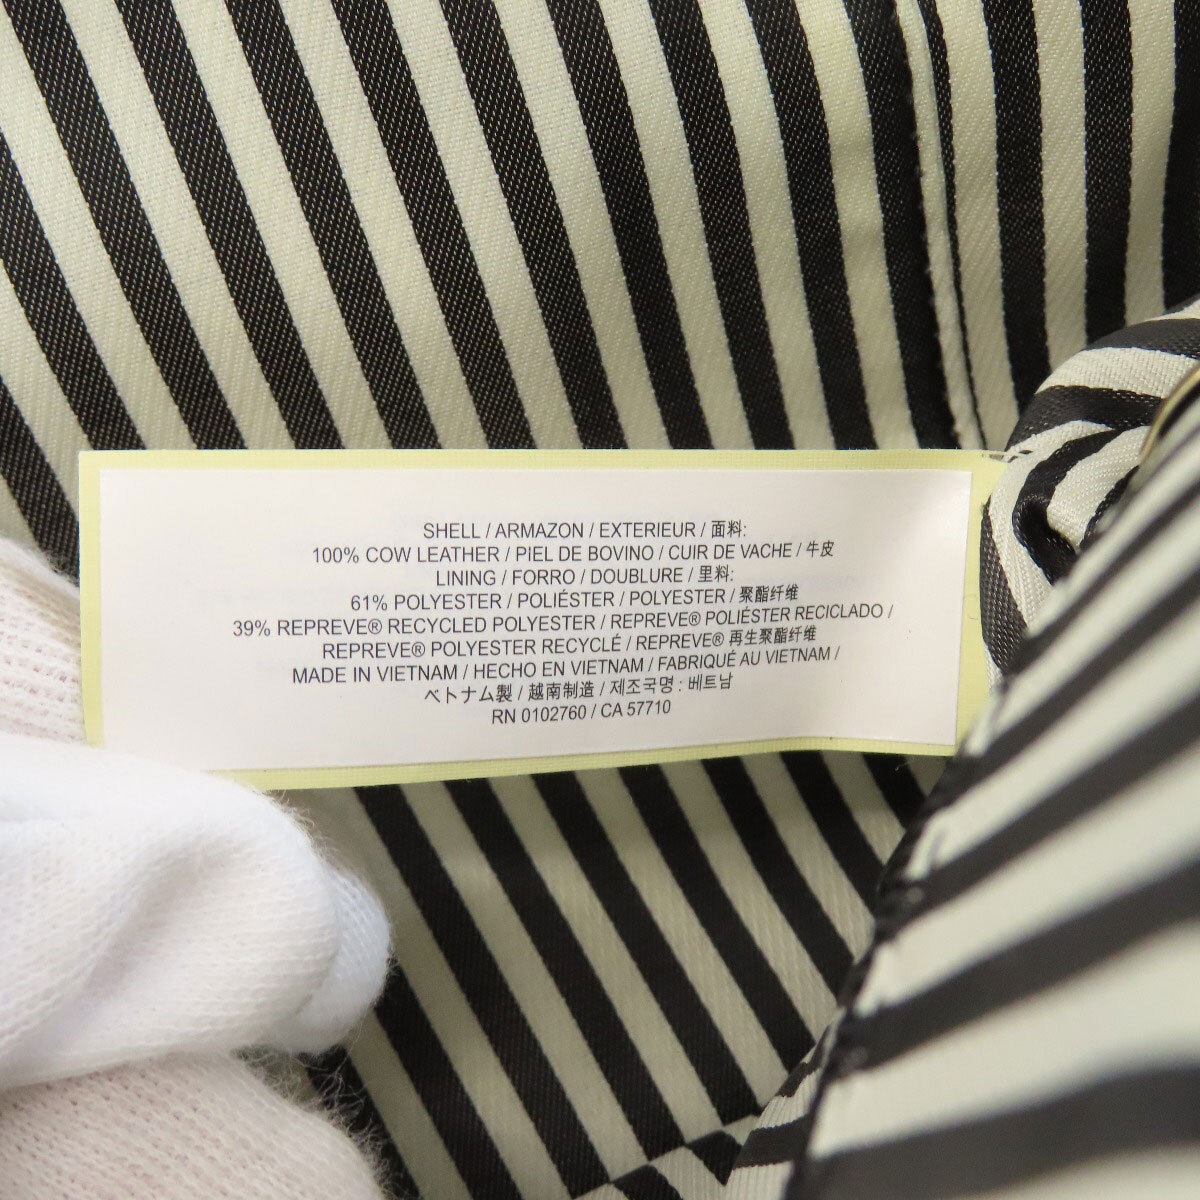 SHELL / ARMAZON / EXTERIEUR / 面料:
100% COW LEATHER / PIEL DE BOVINO / CUIR DE VACHE / 牛皮
LINING / FORRO / DOUBLURE / 里料:
61% POLYESTER / POLIÉSTER / POLYESTER / 聚酯纤维
39% REPREVE® RECYCLED POLYESTER / REPREVE® POLIÉSTER RECICLADO /
REPREVE® POLYESTER RECYCLÉ / REPREVE® 再生聚酯纤维
MADE IN VIETNAM / HECHO EN VIETNAM / FABRIQUÉ AU VIETNAM /
ベトナム製 / 越南制造 / 제조국명 : 베트남
RN 0102760 / CA 57710